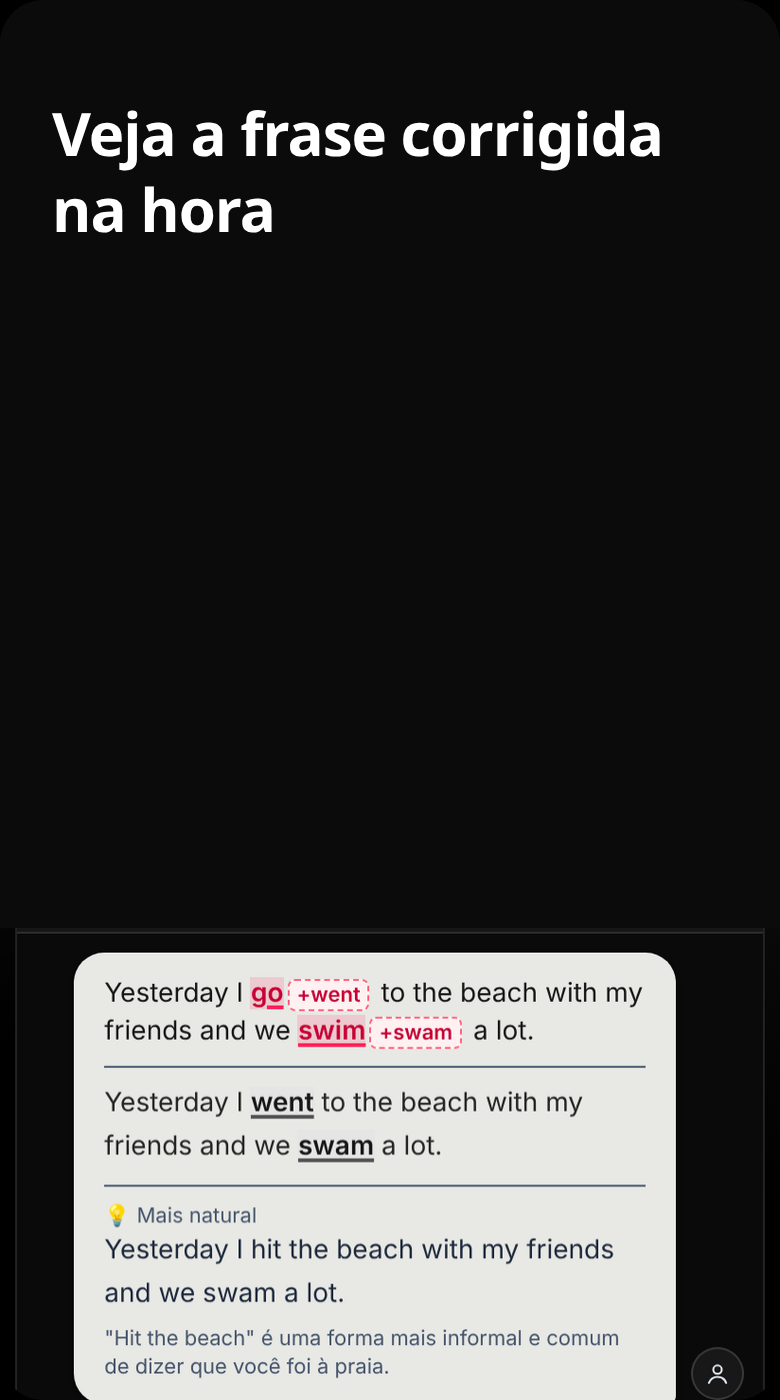 Veja a frase corrigida
na hora
Yesterday I go +went to the beach with my
friends and we swim +swam a lot.
Yesterday I went to the beach with my
friends and we swam a lot.
💡 Mais natural
Yesterday I hit the beach with my friends
and we swam a lot.
"Hit the beach" é uma forma mais informal e comum
de dizer que você foi à praia.